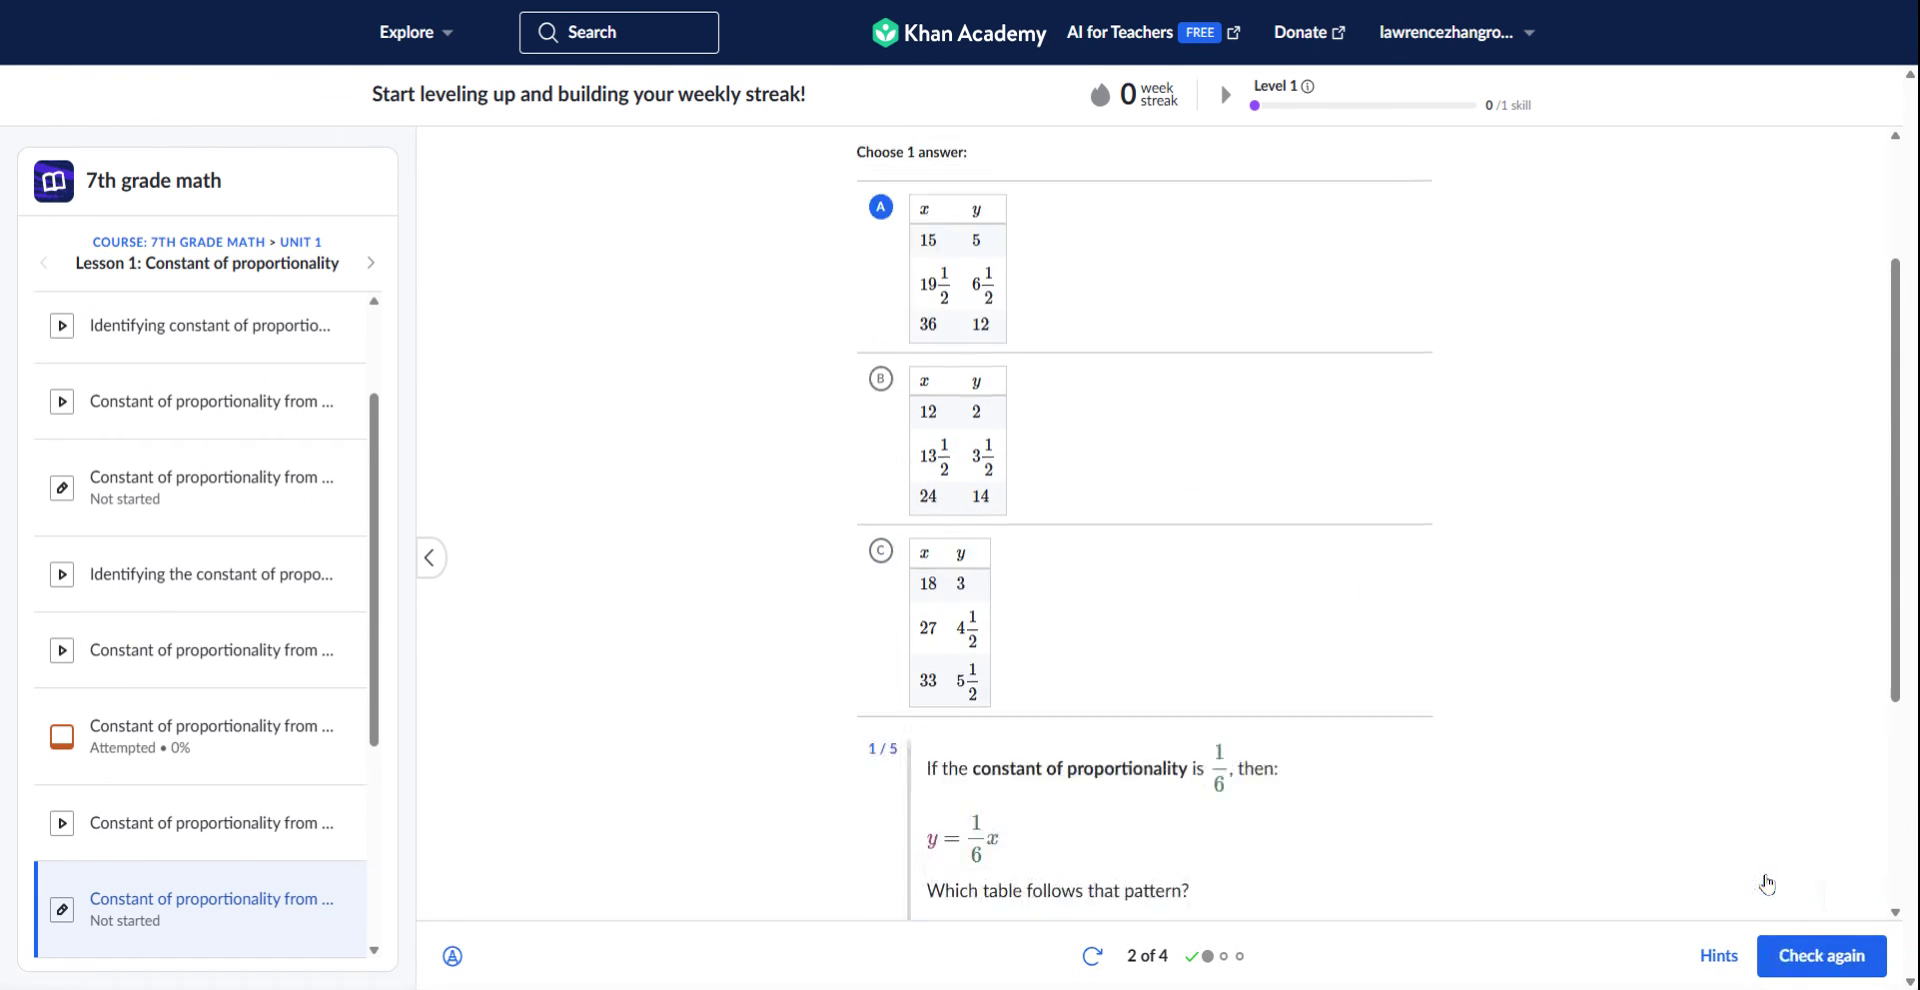 Explore
Search
Khan Academy
AI for Teachers FREE
Donate
lawrencezhangro...
Start leveling up and building your weekly streak!
0 week streak
Level 1
0 /1 skill
7th grade math
COURSE: 7TH GRADE MATH > UNIT 1
Lesson 1: Constant of proportionality
Identifying constant of proportio...
Constant of proportionality from ...
Constant of proportionality from ...
Not started
Identifying the constant of propo...
Constant of proportionality from ...
Constant of proportionality from ...
Attempted • 0%
Constant of proportionality from ...
Constant of proportionality from ...
Not started
Choose 1 answer:
A
x y
15 5
19 1/2 6 1/2
36 12
B
x y
12 2
13 1/2 3 1/2
24 14
C
x y
18 3
27 4 1/2
33 5 1/2
1 / 5
If the constant of proportionality is 1/6, then:
y = 1/6 x
Which table follows that pattern?
2 of 4
Hints
Check again